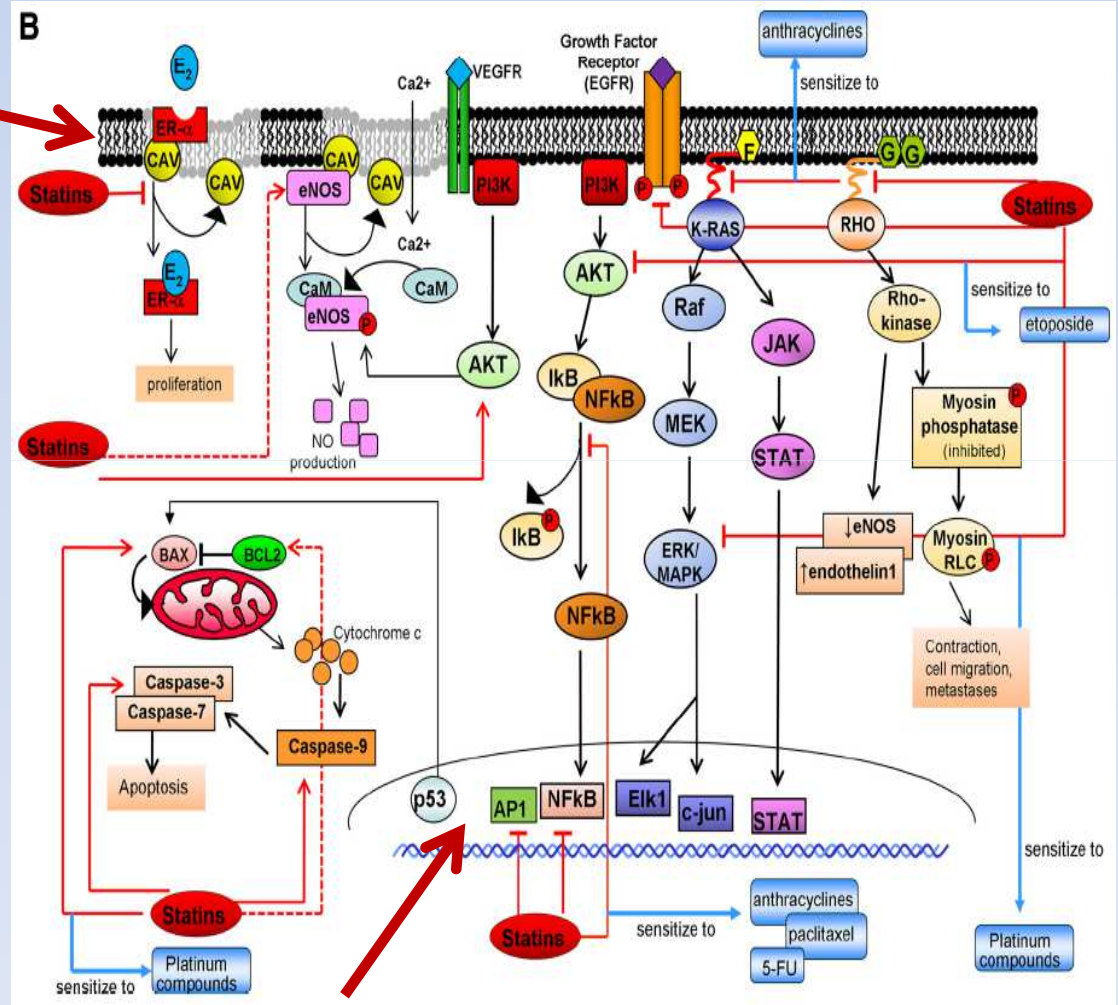 B
anthracyclines
sensitize to
Growth Factor
Receptor
(EGFR)
VEGFR
Ca2+
E2
ER-α
CAV
CAV
CAV
CAV
eNOS
Statins
PI3K
PI3K
P
P
F
G
G
K-RAS
RHO
Statins
Ca2+
CaM
CaM
eNOS
P
E2
ER-α
proliferation
AKT
AKT
NO
production
Statins
IkB
NFkB
IkB
P
Raf
MEK
ERK/
MAPK
JAK
STAT
Rho-
kinase
sensitize to
etoposide
Myosin
phosphatase
(inhibited)
P
↓eNOS
↑endothelin1
Myosin
RLC
P
Contraction,
cell migration,
metastases
BAX
BCL2
Cytochrome c
Caspase-3
Caspase-7
Caspase-9
Apoptosis
NFkB
p53
AP1
NFkB
Elk1
c-jun
STAT
sensitize to
Statins
Statins
sensitize to
anthracyclines
paclitaxel
5-FU
Platinum
compounds
Platinum
compounds
sensitize to